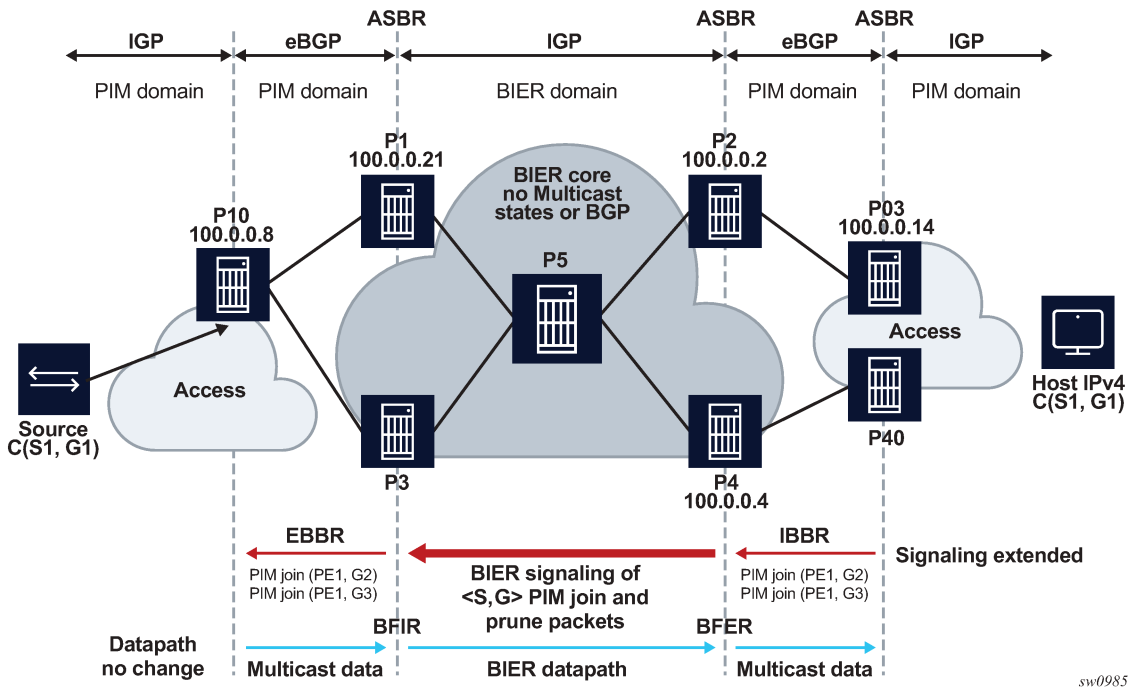 ASBR
ASBR
ASBR
IGP
eBGP
IGP
eBGP
IGP
PIM domain
PIM domain
BIER domain
PIM domain
PIM domain
P1
100.0.0.21
P2
100.0.0.2
BIER core
no Multicast
states or BGP
P10
100.0.0.8
P03
100.0.0.14
P5
Access
Access
Source
C(S1, G1)
Host IPv4
C(S1, G1)
P3
P4
100.0.0.4
P40
EBBR
IBBR
Signaling extended
PIM join (PE1, G2)
PIM join (PE1, G3)
BIER signaling of
<S,G> PIM join and
prune packets
PIM join (PE1, G2)
PIM join (PE1, G3)
BFIR
BFER
Datapath
no change
Multicast data
BIER datapath
Multicast data
sw0985